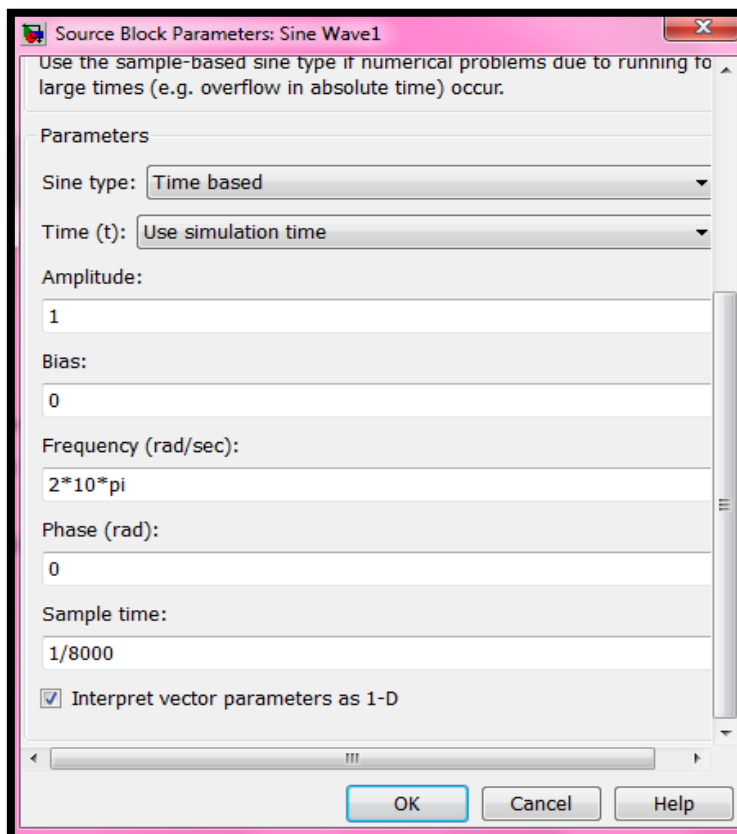 Source Block Parameters: Sine Wave1
Use the sample-based sine type if numerical problems due to running fo
large times (e.g. overflow in absolute time) occur.
Parameters
Sine type: Time based
Time (t): Use simulation time
Amplitude:
1
Bias:
0
Frequency (rad/sec):
2*10*pi
Phase (rad):
0
Sample time:
1/8000
Interpret vector parameters as 1-D
OK Cancel Help